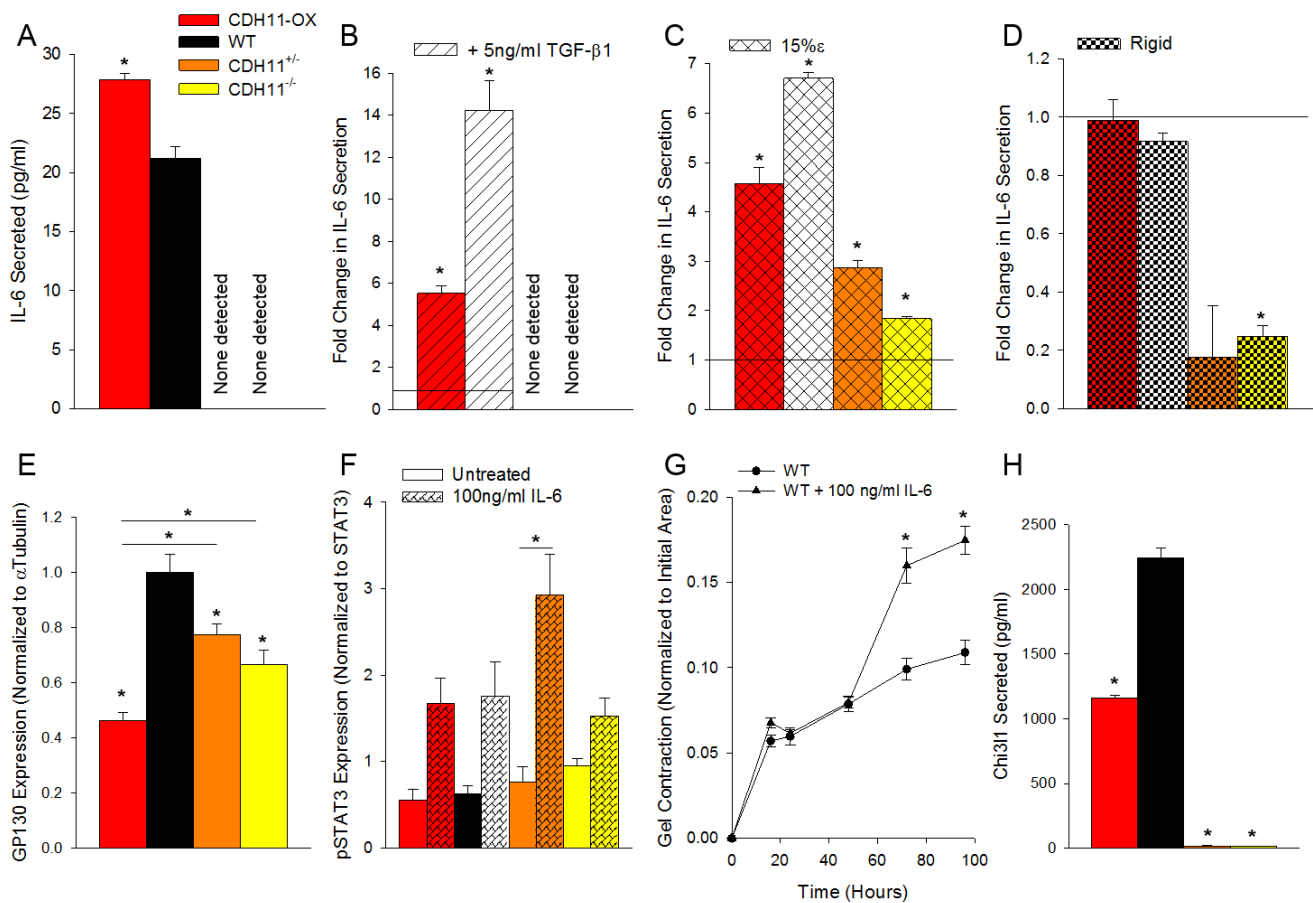 A
CDH11-OX
WT
CDH11+/-
CDH11-/-
IL-6 Secreted (pg/ml)
30
25
20
15
10
5
0
*
None detected
None detected
B
+ 5ng/ml TGF-β1
Fold Change in IL-6 Secretion
16
14
12
10
8
6
4
2
0
*
*
None detected
None detected
C
15%ε
Fold Change in IL-6 Secretion
7
6
5
4
3
2
1
0
*
*
*
*
D
Rigid
Fold Change in IL-6 Secretion
1.0
0.8
0.6
0.4
0.2
0.0
*
E
GP130 Expression (Normalized to αTubulin)
1.2
1.0
0.8
0.6
0.4
0.2
0.0
*
*
*
*
*
F
Untreated
100ng/ml IL-6
pSTAT3 Expression (Normalized to STAT3)
4
3
2
1
0
*
G
WT
WT + 100 ng/ml IL-6
Gel Contraction (Normalized to Initial Area)
0.20
0.15
0.10
0.05
0.00
*
*
0 20 40 60 80 100
Time (Hours)
H
Chi3l1 Secreted (pg/ml)
2500
2000
1500
1000
500
0
*
*
*